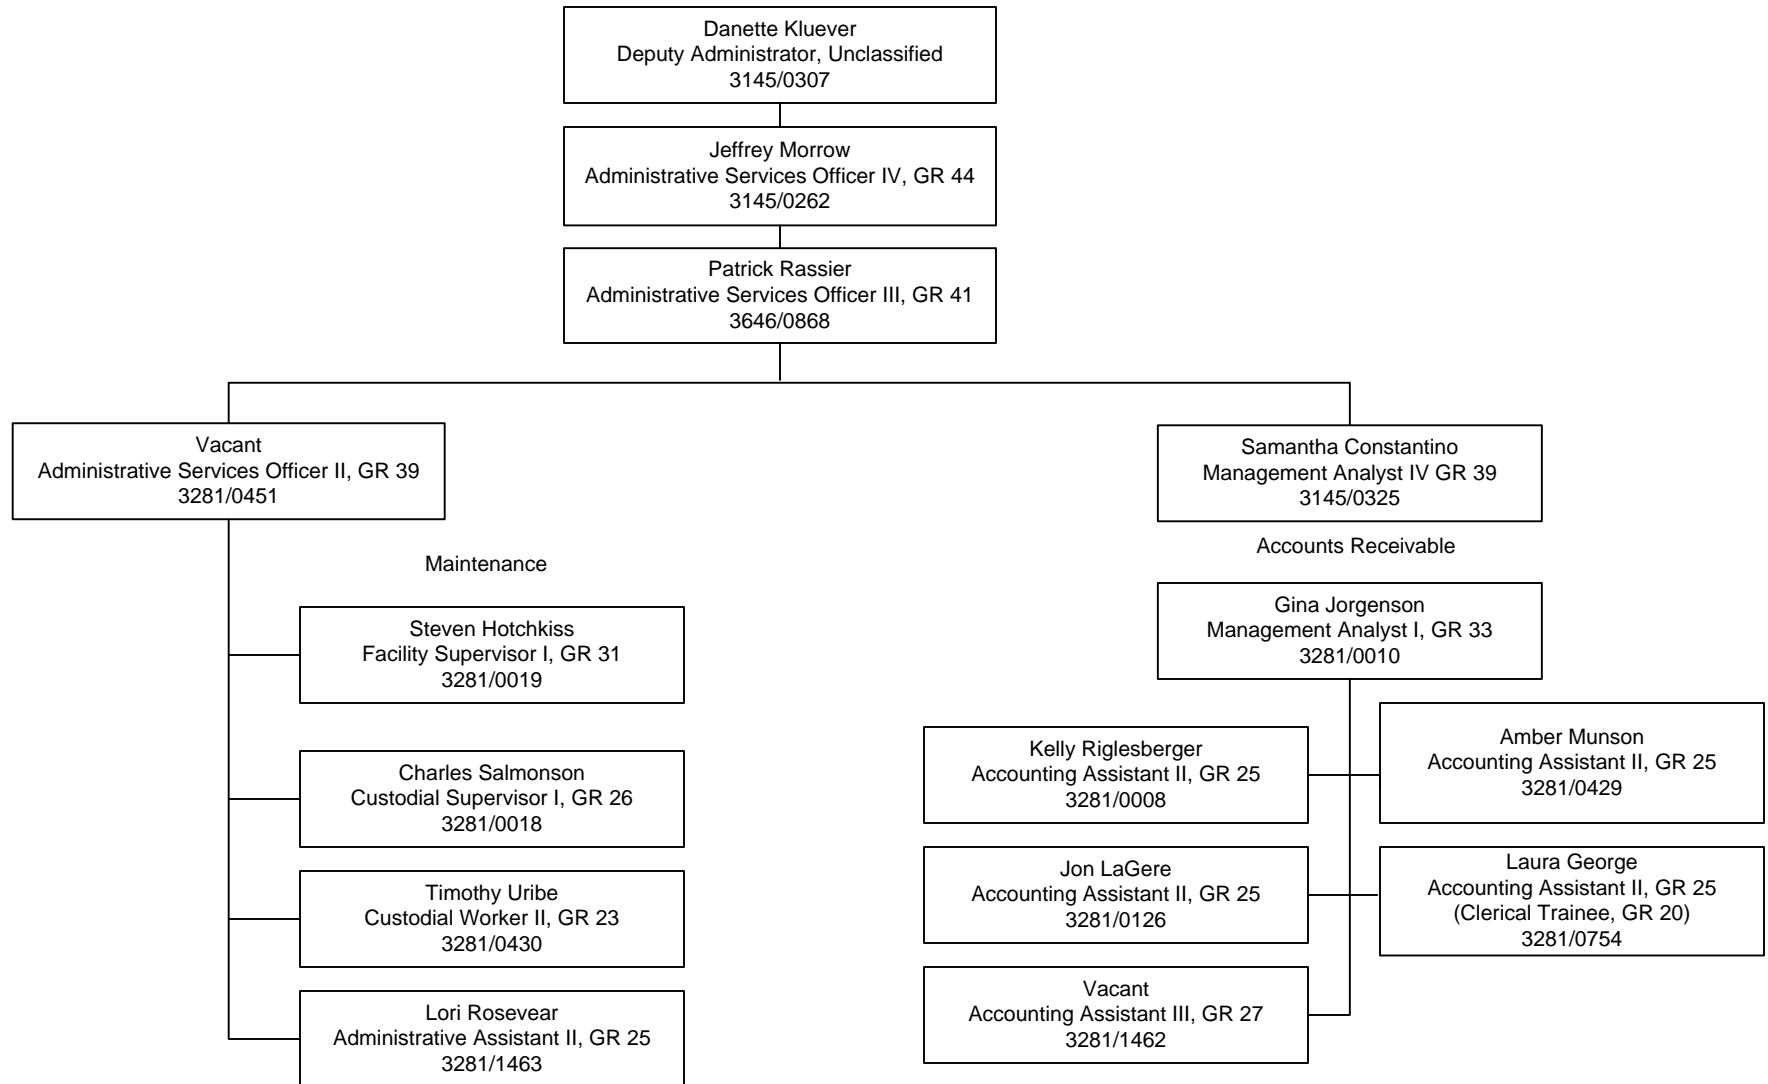 Danette Kluever
Deputy Administrator, Unclassified
3145/0307
Jeffrey Morrow
Administrative Services Officer IV, GR 44
3145/0262
Patrick Rassier
Administrative Services Officer III, GR 41
3646/0868
Vacant
Administrative Services Officer II, GR 39
3281/0451
Maintenance
Steven Hotchkiss
Facility Supervisor I, GR 31
3281/0019
Charles Salmonson
Custodial Supervisor I, GR 26
3281/0018
Timothy Uribe
Custodial Worker II, GR 23
3281/0430
Lori Rosevear
Administrative Assistant II, GR 25
3281/1463
Samantha Constantino
Management Analyst IV GR 39
3145/0325
Accounts Receivable
Gina Jorgenson
Management Analyst I, GR 33
3281/0010
Kelly Riglesberger
Accounting Assistant II, GR 25
3281/0008
Amber Munson
Accounting Assistant II, GR 25
3281/0429
Jon LaGere
Accounting Assistant II, GR 25
3281/0126
Laura George
Accounting Assistant II, GR 25
(Clerical Trainee, GR 20)
3281/0754
Vacant
Accounting Assistant III, GR 27
3281/1462